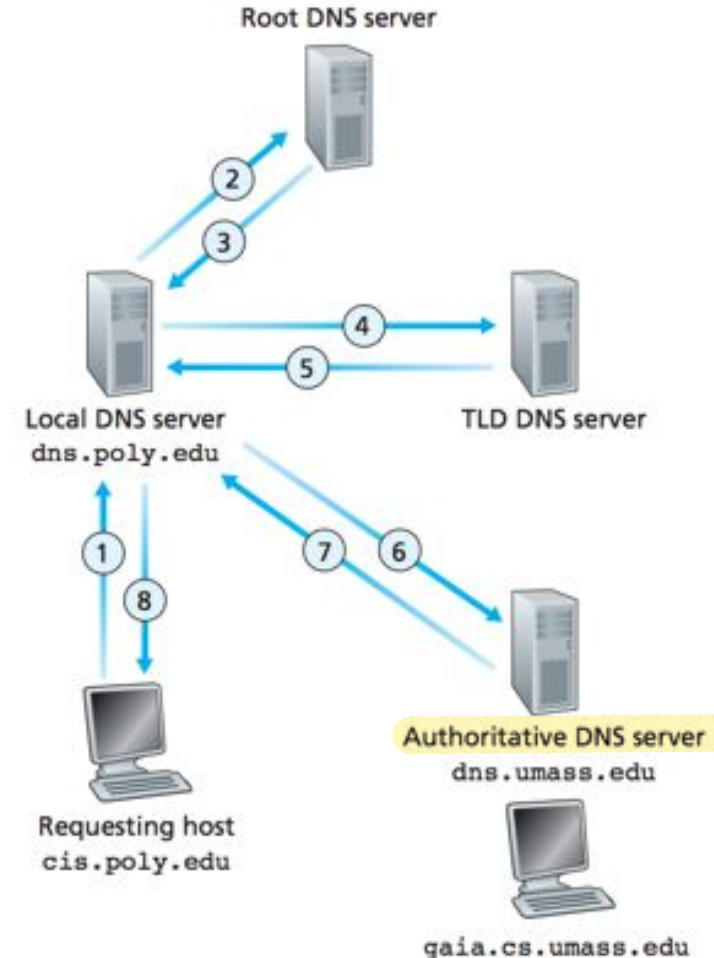 Root DNS server
2
3
4
5
Local DNS server
dns.poly.edu
TLD DNS server
1
8
7
6
Requesting host
cis.poly.edu
Authoritative DNS server
dns.umass.edu
gaia.cs.umass.edu